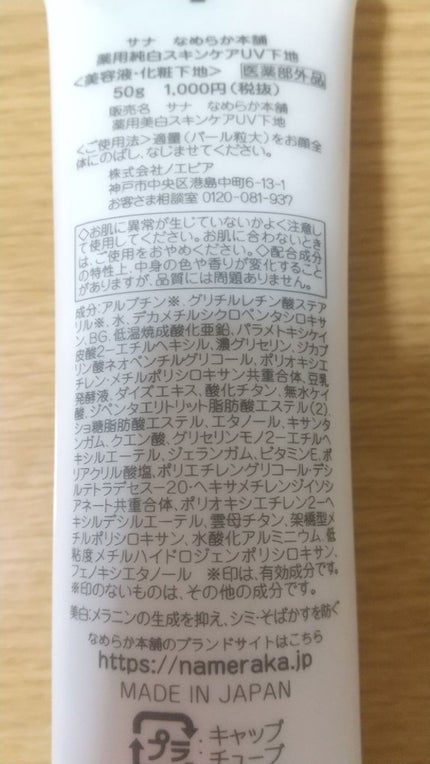 サナ なめらか本舗
薬用純白スキンケアUV下地
〈美容液・化粧下地〉 医薬部外品
50g 1,000円(税抜)
販売名 サナ なめらか本舗
薬用美白スキンケアUV下地
〈ご使用法〉適量(パール粒大)をお顔全
体にのばし、なじませてください。
株式会社ノエビア
神戸市中央区港島中町6-13-1
お客さま相談室 0120-081-937
◇お肌に異常が生じていないかよく注意し
て使用してください。お肌に合わないとき
は、ご使用をおやめください。◇配合成分
の特性上、中身の色や香りが変化すること
がありますが、品質には問題ありません。
成分:アルブチン※、グリチルレチン酸ステア
リル※、水、デカメチルシクロペンタシロキサ
ン、BG、低温焼成酸化亜鉛、パラメトキシケイ
皮酸2ーエチルヘキシル、濃グリセリン、ジカプ
リン酸ネオペンチルグリコール、ポリオキシエ
チレン・メチルポリシロキサン共重合体、豆乳
発酵液、ダイズエキス、酸化チタン、無水ケイ
酸、ジペンタエリトリット脂肪酸エステル(2)、
ショ糖脂肪酸エステル、エタノール、キサンタ
ンガム、クエン酸、グリセリンモノ2ーエチルヘ
キシルエーテル、ジェランガム、ビタミンE、ポ
リアクリル酸塩、ポリエチレングリコール・デシ
ルテトラデセスー20・ヘキサメチレンジイソシ
アネート共重合体、ポリオキシエチレン2ーヘ
キシルデシルエーテル、雲母チタン、架橋型メ
チルポリシロキサン、水酸化アルミニウム、低
粘度メチルハイドロジェンポリシロキサン、
フェノキシエタノール ※印は、有効成分です。
※印のないものは、その他の成分です。
美白:メラニンの生成を抑え、シミ・そばかすを防ぐ
なめらか本舗のブランドサイトはこちら
https://nameraka.jp
MADE IN JAPAN
プラ :キャップ
チューブ